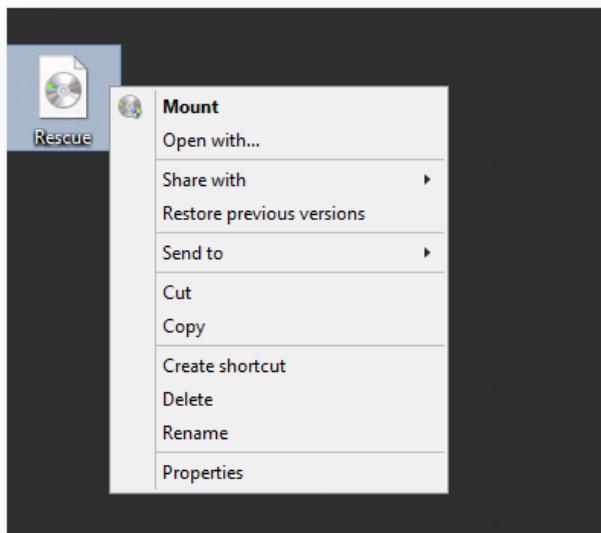 Rescue
Mount
Open with...
Share with
Restore previous versions
Send to
Cut
Copy
Create shortcut
Delete
Rename
Properties